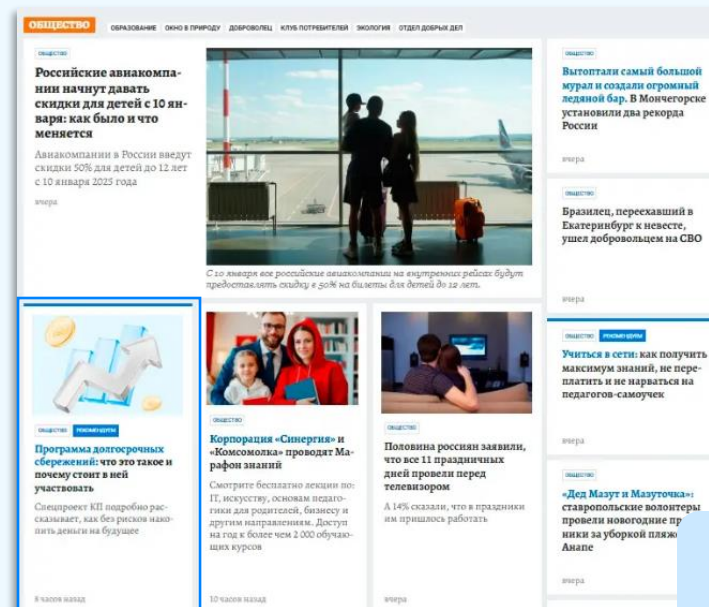 ОБЩЕСТВО
ОБРАЗОВАНИЕ ОКНО В ПРИРОДУ ДОБРОВОЛЕЦ КЛУБ ПОТРЕБИТЕЛЕЙ ЭКОЛОГИЯ ОТДЕЛ ДОБРЫХ ДЕЛ
ОБЩЕСТВО
Российские авиакомпа-
нии начнут давать
скидки для детей с 10 ян-
варя: как было и что
меняется
Авиакомпании в России введут
скидки 50% для детей до 12 лет
с 10 января 2025 года
вчера
С 10 января все российские авиакомпании на внутренних рейсах будут
предоставлять скидку в 50% на билеты для детей до 12 лет.
ОБЩЕСТВО РЕКОМЕНДУЕМ
Программа долгосрочных
сбережений: что это такое и
почему стоит в ней
участвовать
Спецпроект КП подробно рас-
сказывает, как без рисков нако-
пить деньги на будущее
8 часов назад
ОБЩЕСТВО
Корпорация «Синергия» и
«Комсомолка» проводят Ма-
рафон знаний
Смотрите бесплатно лекции по:
IT, искусству, основам педаго-
гики для родителей, бизнесу и
другим направлениям. Доступ
на год к более чем 2 000 обучаю-
щих курсов
10 часов назад
ОБЩЕСТВО
Половина россиян заявили,
что все 11 праздничных
дней провели перед
телевизором
А 14% сказали, что в праздники
им пришлось работать
вчера
ОБЩЕСТВО
Вытоптали самый большой
мурал и создали огромный
ледяной бар. В Мончегорске
установили два рекорда
России
вчера
ОБЩЕСТВО
Бразилец, переехавший в
Екатеринбург к невесте,
ушел добровольцем на СВО
вчера
ОБЩЕСТВО РЕКОМЕНДУЕМ
Учиться в сети: как получить
максимум знаний, не пере-
платить и не нарваться на
педагогов-самоучек
вчера
ОБЩЕСТВО
«Дед Мазут и Мазуточка»:
ставропольские волонтеры
провели новогодние
ники за уборкой
Анапе
вчера